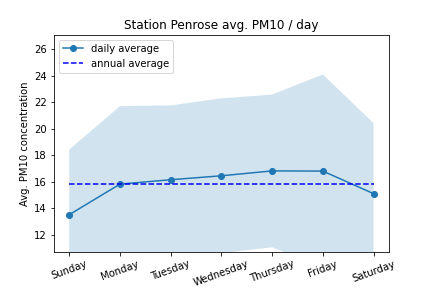 Station Penrose avg. PM10 / day
daily average
annual average
Avg. PM10 concentration
26
24
22
20
18
16
14
12
Sunday
Monday
Tuesday
Wednesday
Thursday
Friday
Saturday